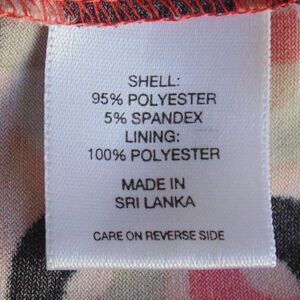 SHELL:
95% POLYESTER
5% SPANDEX
LINING:
100% POLYESTER
MADE IN
SRI LANKA
CARE ON REVERSE SIDE